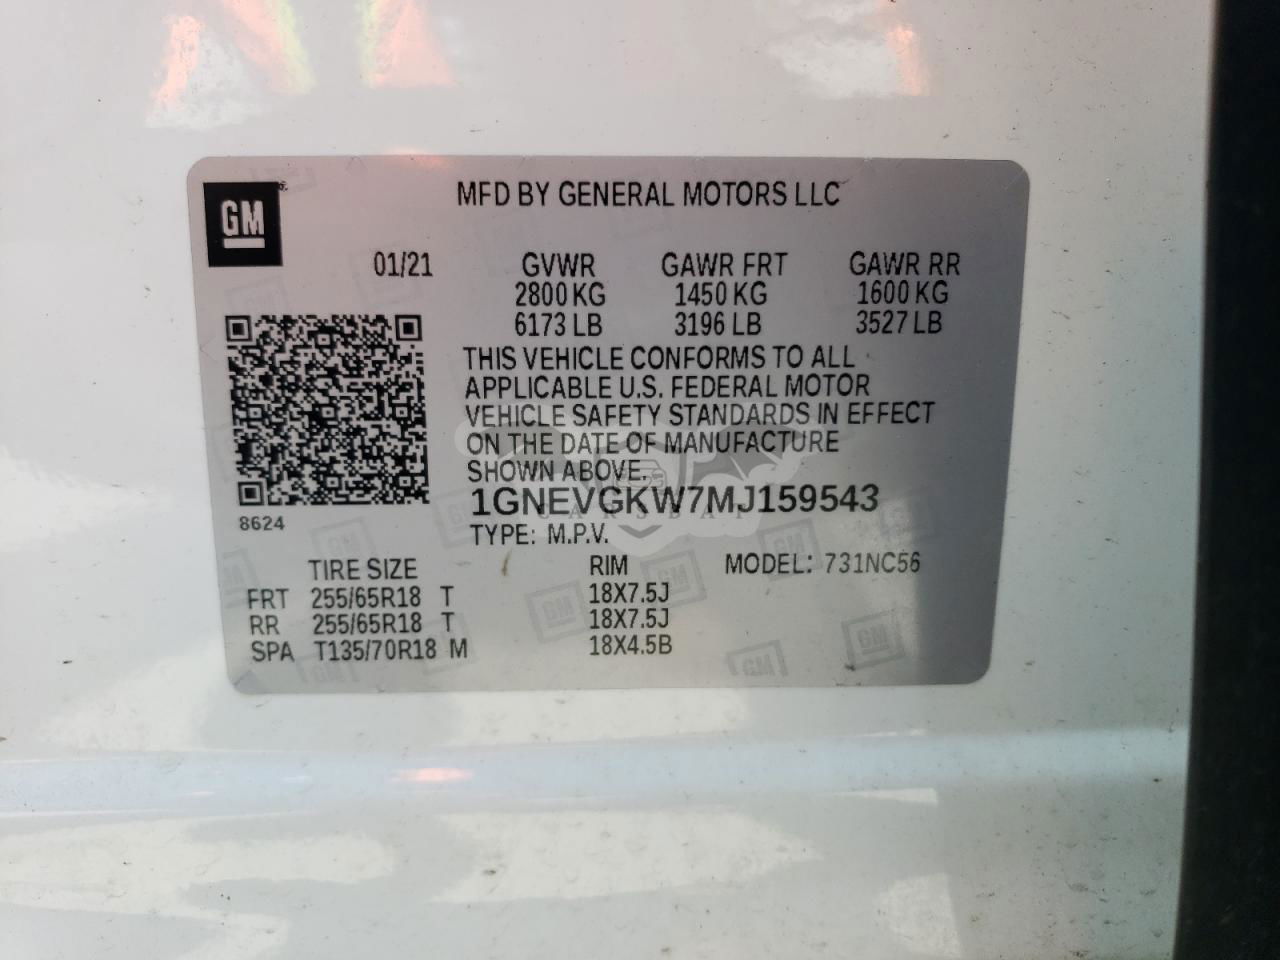 GM
MFD BY GENERAL MOTORS LLC
01/21 GVWR GAWR FRT GAWR RR
2800 KG 1450 KG 1600 KG
6173 LB 3196 LB 3527 LB
THIS VEHICLE CONFORMS TO ALL
APPLICABLE U.S. FEDERAL MOTOR
VEHICLE SAFETY STANDARDS IN EFFECT
ON THE DATE OF MANUFACTURE
SHOWN ABOVE.
1GNEVGKW7MJ159543
8624
TYPE: M.P.V.
TIRE SIZE RIM MODEL: 731NC56
FRT 255/65R18 T 18X7.5J
RR 255/65R18 T 18X7.5J
SPA T135/70R18 M 18X4.5B